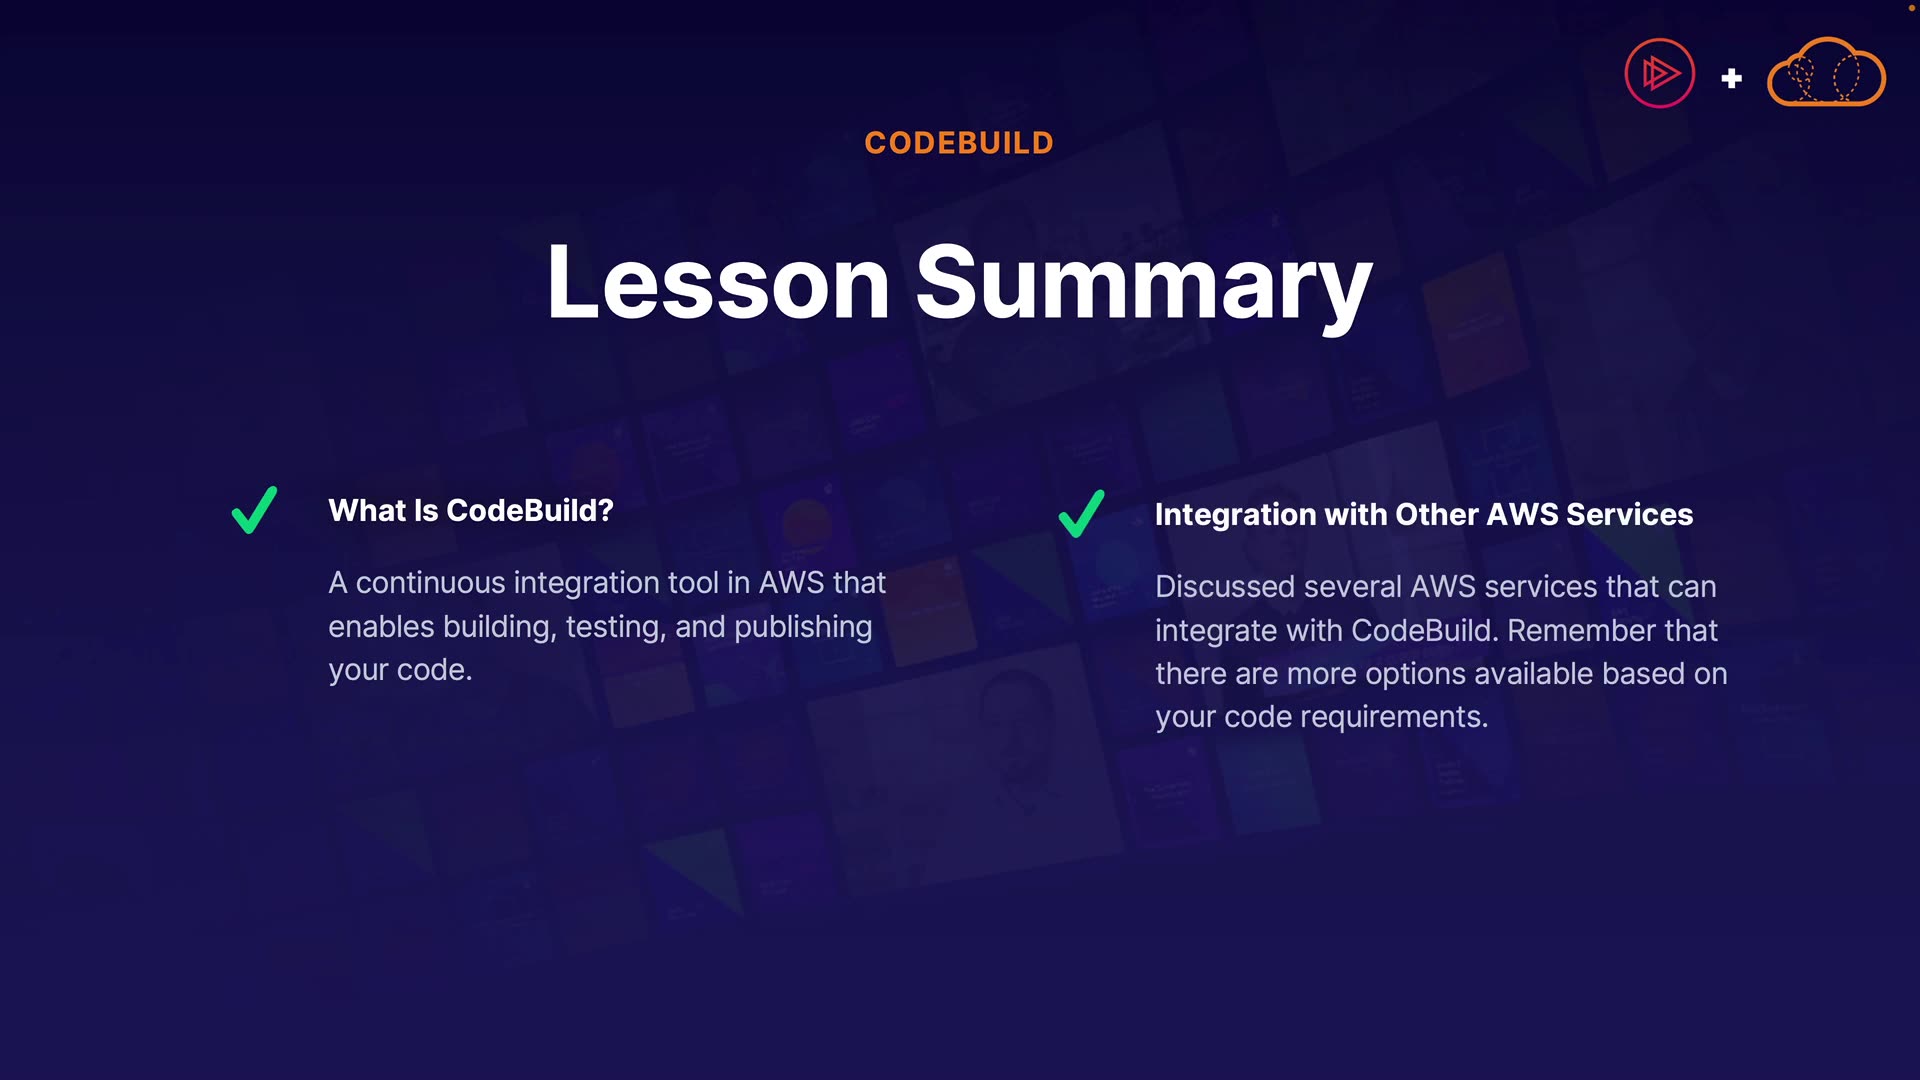 CODEBUILD
Lesson Summary
What Is CodeBuild?
A continuous integration tool in AWS that
enables building, testing, and publishing
your code.
Integration with Other AWS Services
Discussed several AWS services that can
integrate with CodeBuild. Remember that
there are more options available based on
your code requirements.